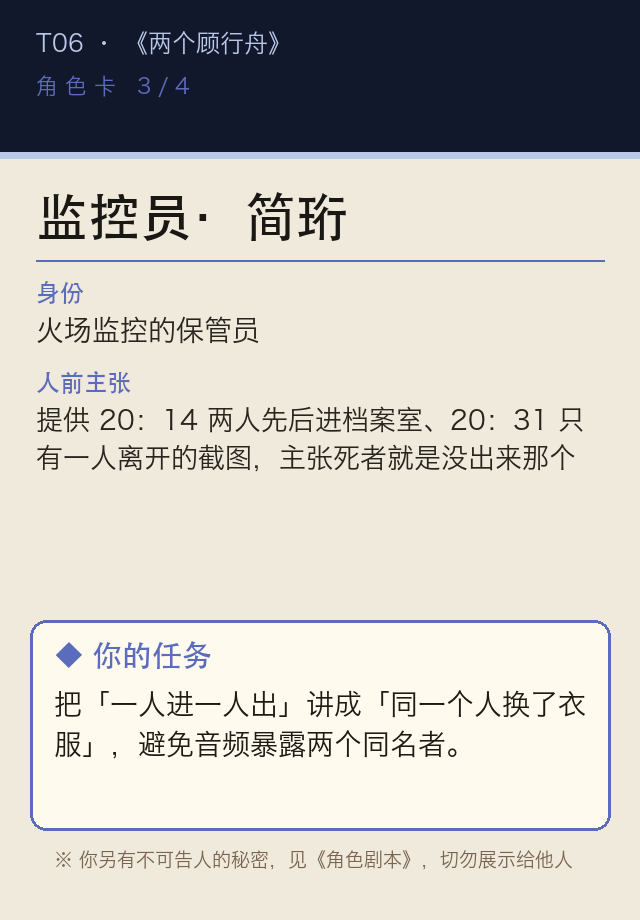 T06 · 《两个顾行舟》
角色卡 3/4
监控员· 简珩
身份
火场监控的保管员
人前主张
提供 20：14 两人先后进档案室、20：31 只
有一人离开的截图，主张死者就是没出来那个
◆ 你的任务
把「一人进一人出」讲成「同一个人换了衣
服」，避免音频暴露两个同名者。
※ 你另有不可告人的秘密，见《角色剧本》，切勿展示给他人